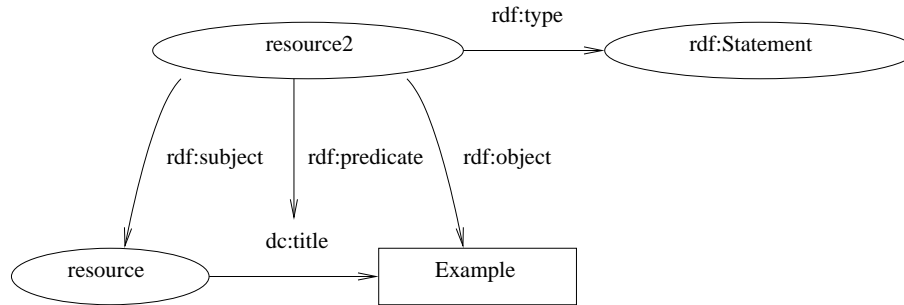 rdf:type
resource2
rdf:Statement
rdf:subject
rdf:predicate
rdf:object
dc:title
resource
Example